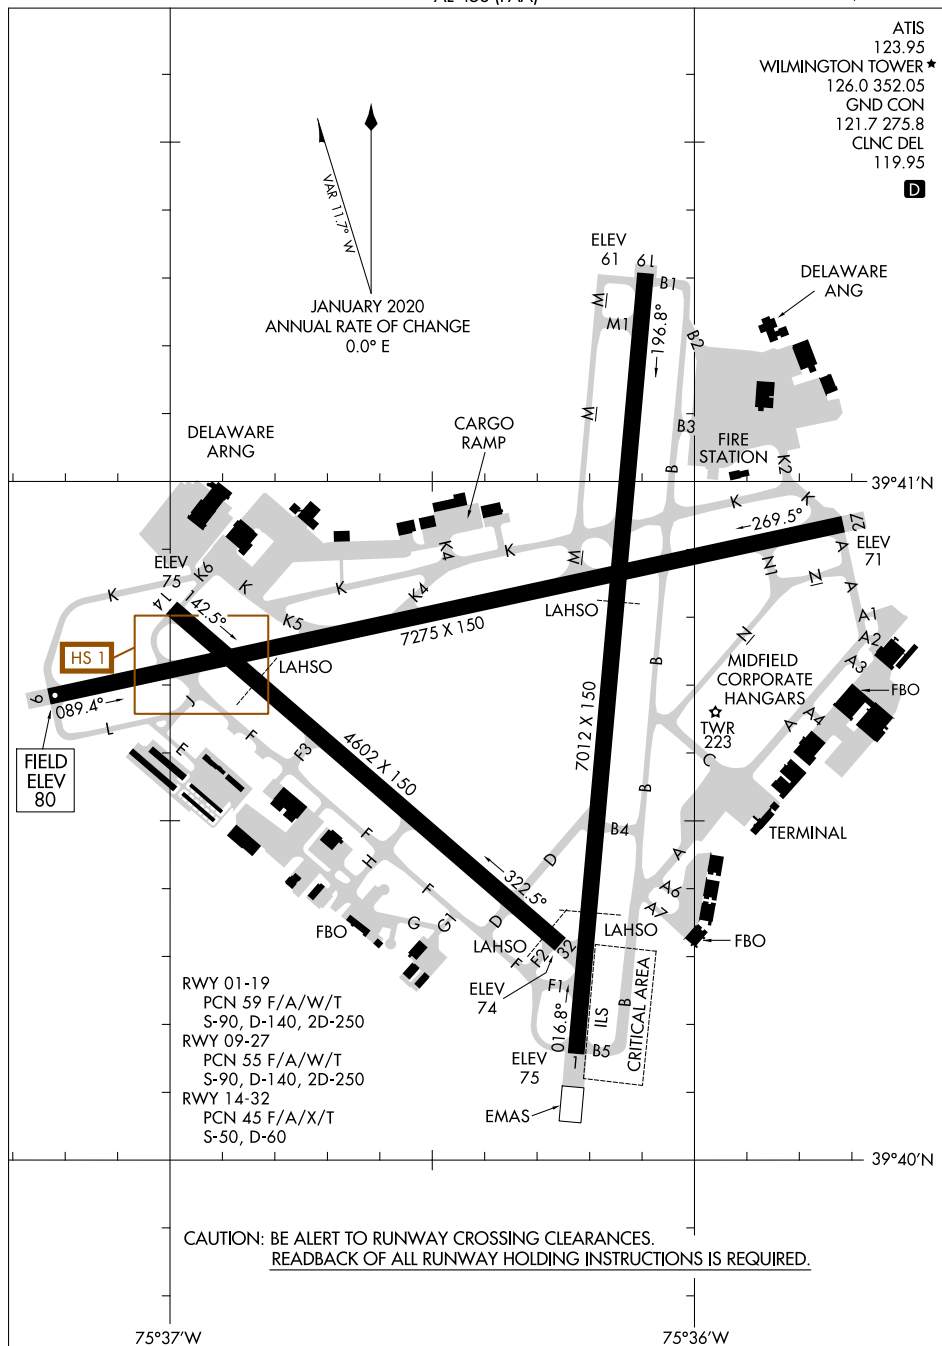 ATIS
123.95
WILMINGTON TOWER★
126.0 352.05
GND CON
121.7 275.8
CLNC DEL
119.95
D
VAR 11.7° W
JANUARY 2020
ANNUAL RATE OF CHANGE
0.0° E
ELEV
61
19
B1
M
M1
196.8°
B2
DELAWARE
ANG
M
B3
B
FIRE
STATION
K2
DELAWARE
ARNG
CARGO
RAMP
39°41'N
K
K
269.5°
27
ELEV
71
A
ELEV
75
K6
K
K
K
K4
K4
K
M
N1
N
A
A1
A2
A3
14
142.5°
K5
LAHSO
7275 X 150
N
HS 1
LAHSO
B
MIDFIELD
CORPORATE
HANGARS
FBO
9
089.4°
L
J
E
F
F3
4602 X 150
7012 X 150
TWR
223
A
A4
C
FIELD
ELEV
80
B
B4
TERMINAL
F
H
F
D
A
A6
A7
322.5°
G
G1
D
FBO
LAHSO
F
F2
32
LAHSO
FBO
ELEV
74
F1
016.8°
ILS
CRITICAL AREA
B
RWY 01-19
PCN 59 F/A/W/T
S-90, D-140, 2D-250
RWY 09-27
PCN 55 F/A/W/T
S-90, D-140, 2D-250
RWY 14-32
PCN 45 F/A/X/T
S-50, D-60
ELEV
75
1
B5
EMAS
39°40'N
CAUTION: BE ALERT TO RUNWAY CROSSING CLEARANCES.
READBACK OF ALL RUNWAY HOLDING INSTRUCTIONS IS REQUIRED.
75°37'W
75°36'W